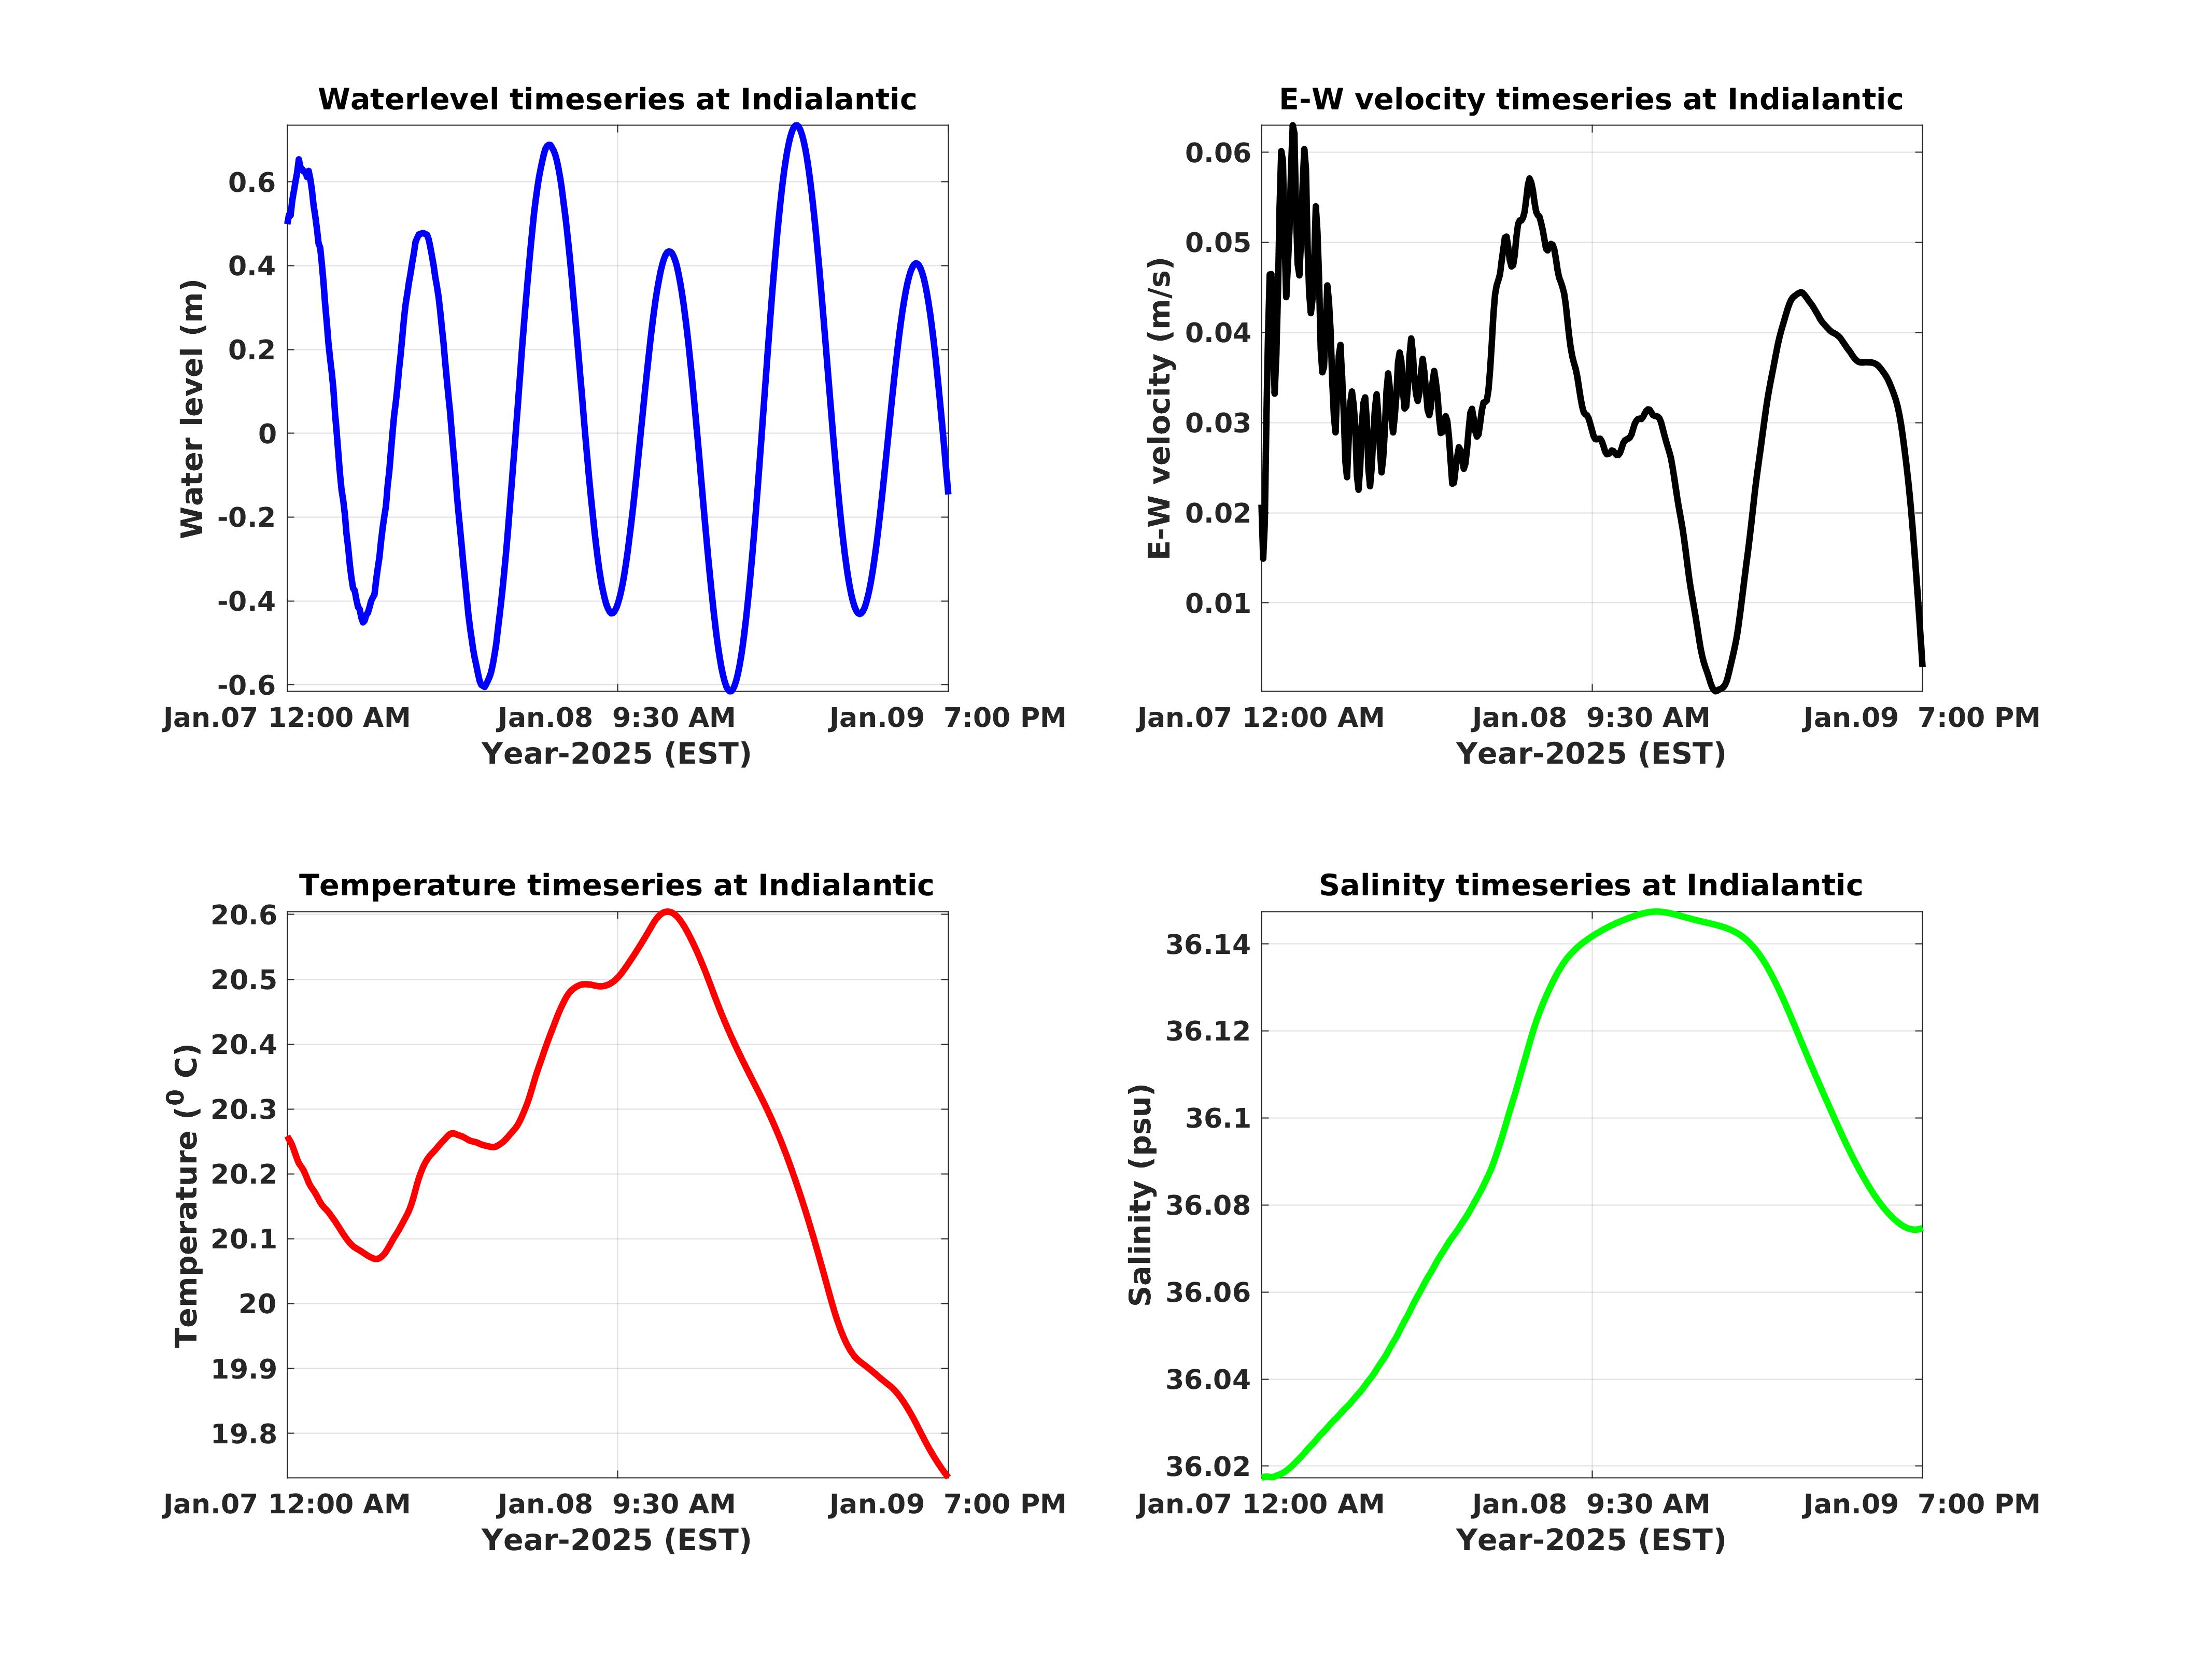 Waterlevel timeseries at Indialantic
Water level (m)
0.6
0.4
0.2
0
-0.2
-0.4
-0.6
Jan.07 12:00 AM Jan.08  9:30 AM Jan.09  7:00 PM
Year-2025 (EST)
E-W velocity timeseries at Indialantic
E-W velocity (m/s)
0.06
0.05
0.04
0.03
0.02
0.01
Jan.07 12:00 AM Jan.08  9:30 AM Jan.09  7:00 PM
Year-2025 (EST)
Temperature timeseries at Indialantic
Temperature (⁰ C)
20.6
20.5
20.4
20.3
20.2
20.1
20
19.9
19.8
Jan.07 12:00 AM Jan.08  9:30 AM Jan.09  7:00 PM
Year-2025 (EST)
Salinity timeseries at Indialantic
Salinity (psu)
36.14
36.12
36.1
36.08
36.06
36.04
36.02
Jan.07 12:00 AM Jan.08  9:30 AM Jan.09  7:00 PM
Year-2025 (EST)